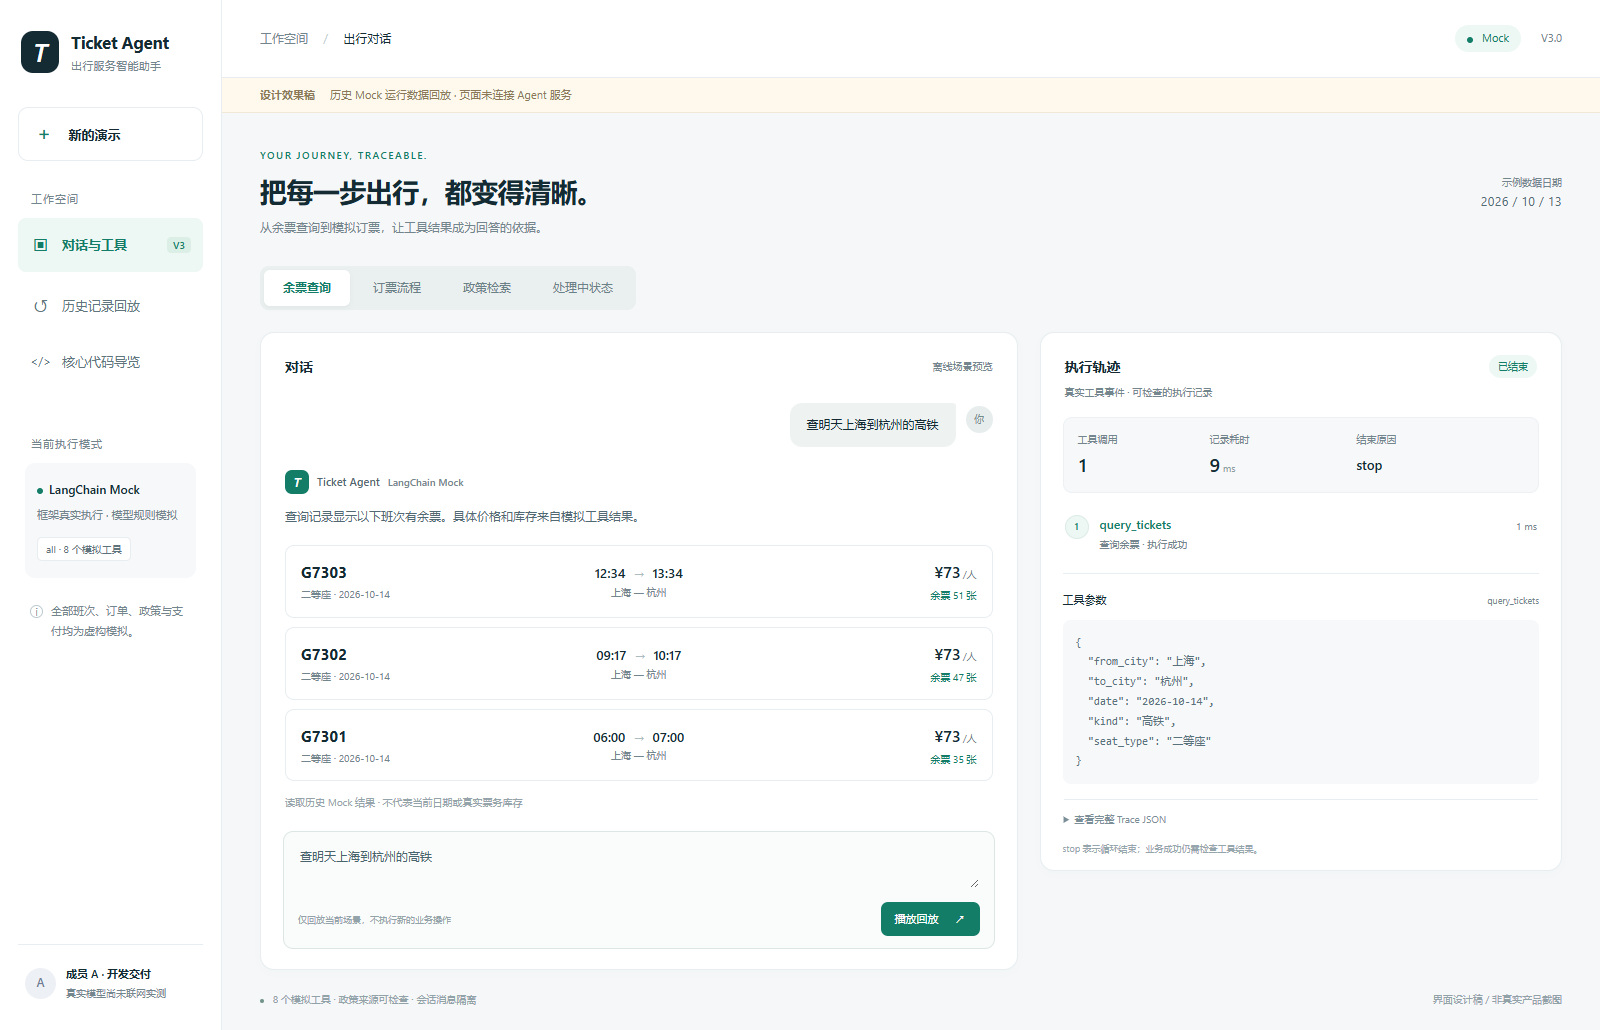 T
Ticket Agent
出行服务智能助手
+ 新的演示
工作空间
对话与工具 V3
历史记录回放
</> 核心代码导览
当前执行模式
LangChain Mock
框架真实执行 · 模型规则模拟
all · 8 个模拟工具
全部班次、订单、政策与支
付均为虚构模拟。
A
成员 A · 开发交付
真实模型尚未联网实测
工作空间 / 出行对话
Mock V3.0
设计效果稿 历史 Mock 运行数据回放 · 页面未连接 Agent 服务
YOUR JOURNEY, TRACEABLE.
把每一步出行，都变得清晰。
从余票查询到模拟订票，让工具结果成为回答的依据。
示例数据日期
2026 / 10 / 13
余票查询 订票流程 政策检索 处理中状态
对话 离线场景预览
查明天上海到杭州的高铁 你
T Ticket Agent LangChain Mock
查询记录显示以下班次有余票。具体价格和库存来自模拟工具结果。
G7303 12:34 → 13:34 ¥73 /人
二等座 · 2026-10-14 上海 — 杭州 余票 51 张
G7302 09:17 → 10:17 ¥73 /人
二等座 · 2026-10-14 上海 — 杭州 余票 47 张
G7301 06:00 → 07:00 ¥73 /人
二等座 · 2026-10-14 上海 — 杭州 余票 35 张
读取历史 Mock 结果 · 不代表当前日期或真实票务库存
查明天上海到杭州的高铁
仅回放当前场景，不执行新的业务操作 播放回放 ↗
执行轨迹 已结束
真实工具事件 · 可检查的执行记录
工具调用 记录耗时 结束原因
1 9 ms stop
1 query_tickets 1 ms
查询余票 · 执行成功
工具参数 query_tickets
{
"from_city": "上海",
"to_city": "杭州",
"date": "2026-10-14",
"kind": "高铁",
"seat_type": "二等座"
}
▶ 查看完整 Trace JSON
stop 表示循环结束；业务成功仍需检查工具结果。
8 个模拟工具 · 政策来源可检查 · 会话消息隔离
界面设计稿 / 非真实产品截图